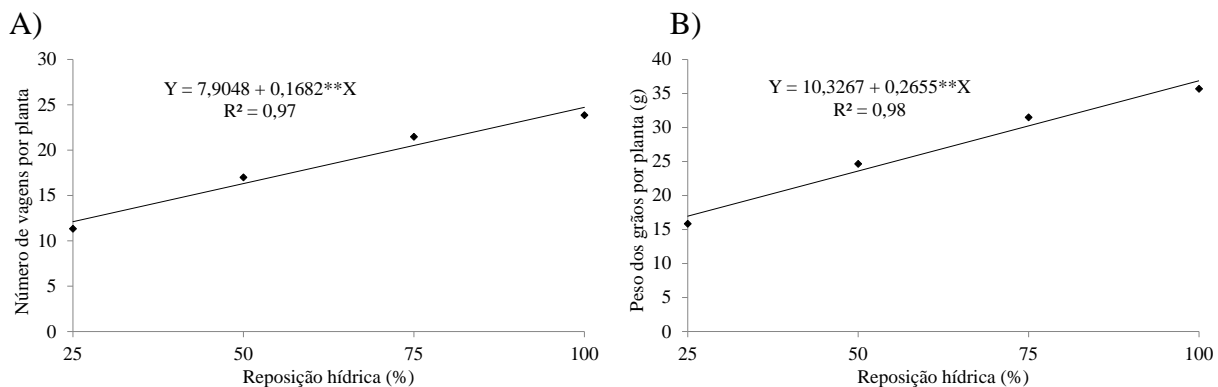 A)
Número de vagens por planta
30
25
20
15
10
5
0
Y = 7,9048 + 0,1682**X
R² = 0,97
25 50 75 100
Reposição hídrica (%)
B)
Peso dos grãos por planta (g)
40
35
30
25
20
15
10
5
0
Y = 10,3267 + 0,2655**X
R² = 0,98
25 50 75 100
Reposição hídrica (%)